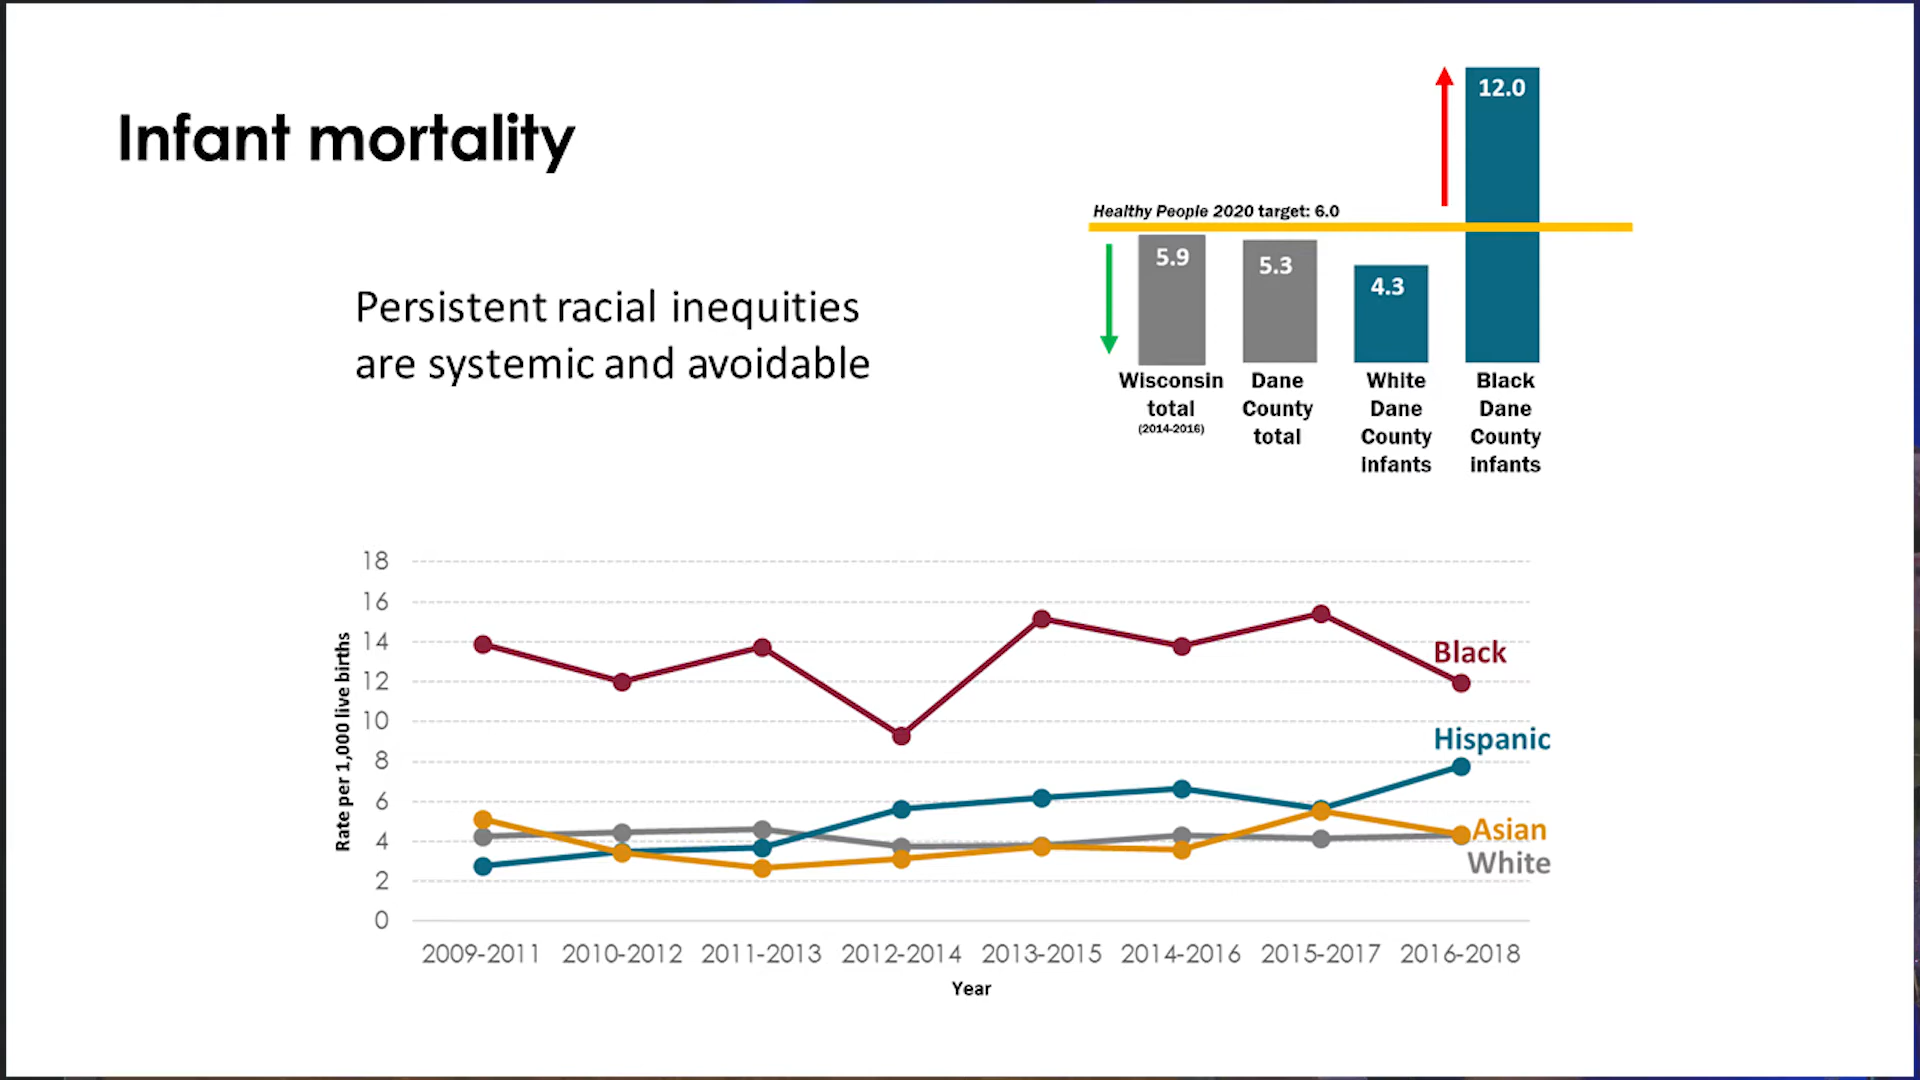 Infant mortality
Persistent racial inequities
are systemic and avoidable
Healthy People 2020 target: 6.0
12.0
5.9
5.3
4.3
Wisconsin
total
(2014-2016)
Dane
County
total
White
Dane
County
infants
Black
Dane
County
infants
Rate per 1,000 live births
18
16
14
12
10
8
6
4
2
0
Black
Hispanic
Asian
White
2009-2011
2010-2012
2011-2013
2012-2014
2013-2015
2014-2016
2015-2017
2016-2018
Year